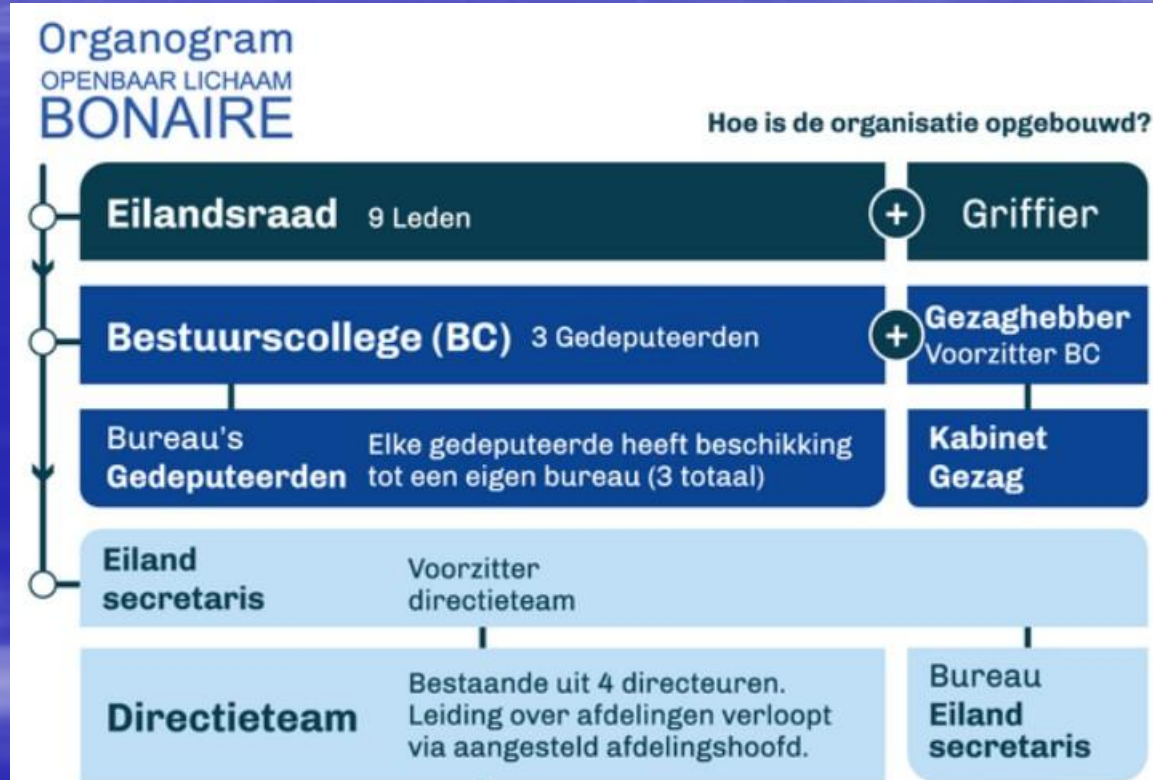 Organogram
OPENBAAR LICHAAM
BONAIRE
Hoe is de organisatie opgebouwd?
Eilandsraad 9 Leden
+
Griffier
Bestuurscollege (BC) 3 Gedeputeerden
+
Gezaghebber
Voorzitter BC
Bureau's
Gedeputeerden
Elke gedeputeerde heeft beschikking
tot een eigen bureau (3 totaal)
Kabinet
Gezag
Eiland
secretaris
Voorzitter
directieteam
Directieteam
Bestaande uit 4 directeuren.
Leiding over afdelingen verloopt
via aangesteld afdelingshoofd.
Bureau
Eiland
secretaris